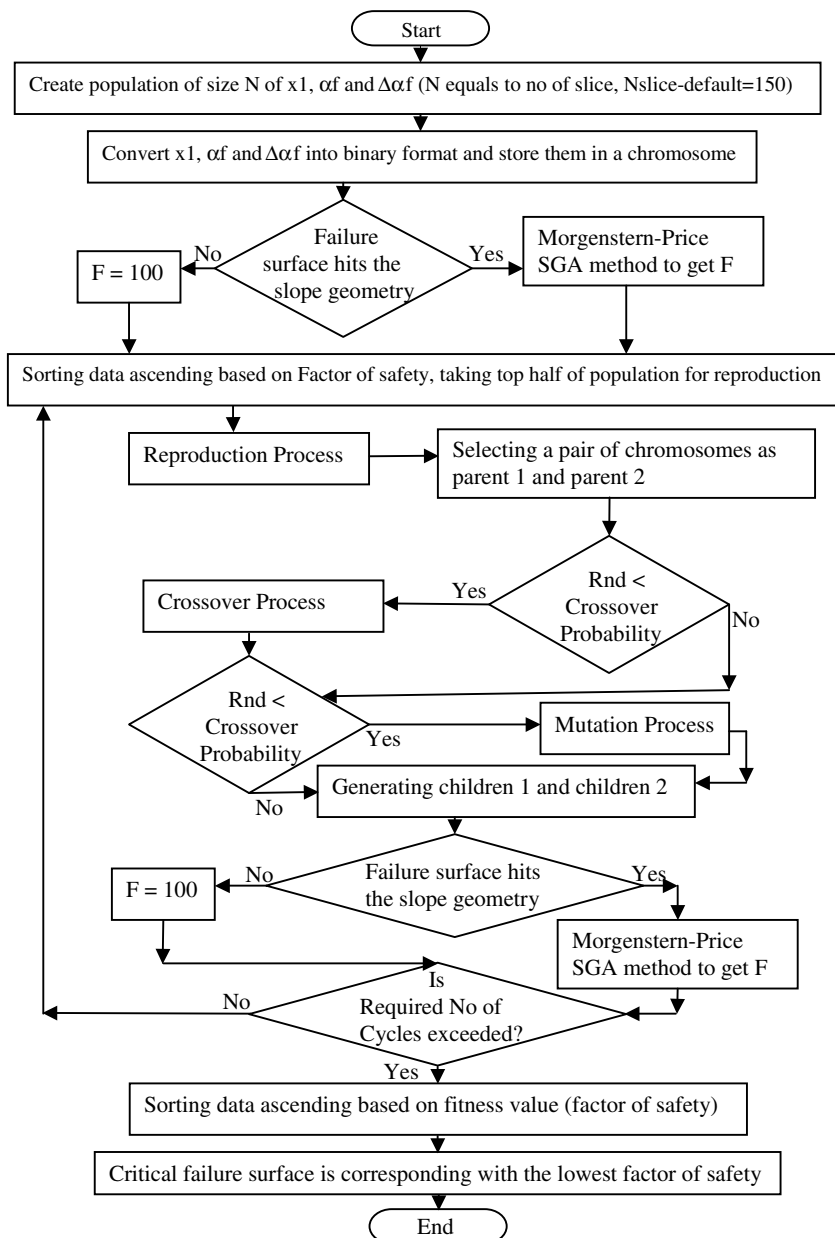 Start
Create population of size N of x1, αf and Δαf (N equals to no of slice, Nslice-default=150)
Convert x1, αf and Δαf into binary format and store them in a chromosome
Failure
surface hits the
slope geometry
No
Yes
F = 100
Morgenstern-Price
SGA method to get F
Sorting data ascending based on Factor of safety, taking top half of population for reproduction
Reproduction Process
Selecting a pair of chromosomes as
parent 1 and parent 2
Rnd <
Crossover
Probability
Yes
No
Crossover Process
Rnd <
Crossover
Probability
Yes
Mutation Process
No
Generating children 1 and children 2
Failure surface hits
the slope geometry
No
Yes
F = 100
Morgenstern-Price
SGA method to get F
Is
Required No of
Cycles exceeded?
No
Yes
Sorting data ascending based on fitness value (factor of safety)
Critical failure surface is corresponding with the lowest factor of safety
End